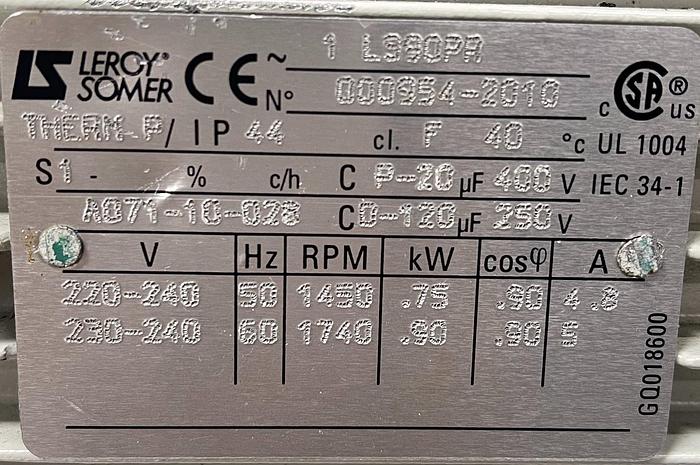 LEROY®
SOMER
CE ~ 1 LS90PR
N° 000954-2010
c CSA ® us
THERM-P/ IP 44 cl. F 40 °c UL 1004
S1 - % c/h C P-20 µF 400 V IEC 34-1
A071-10-028 C D-120 µF 250 V
V Hz RPM kW cosφ A
220-240 50 1450 .75 .90 4.8
230-240 60 1740 .90 .90 5
GQ018600